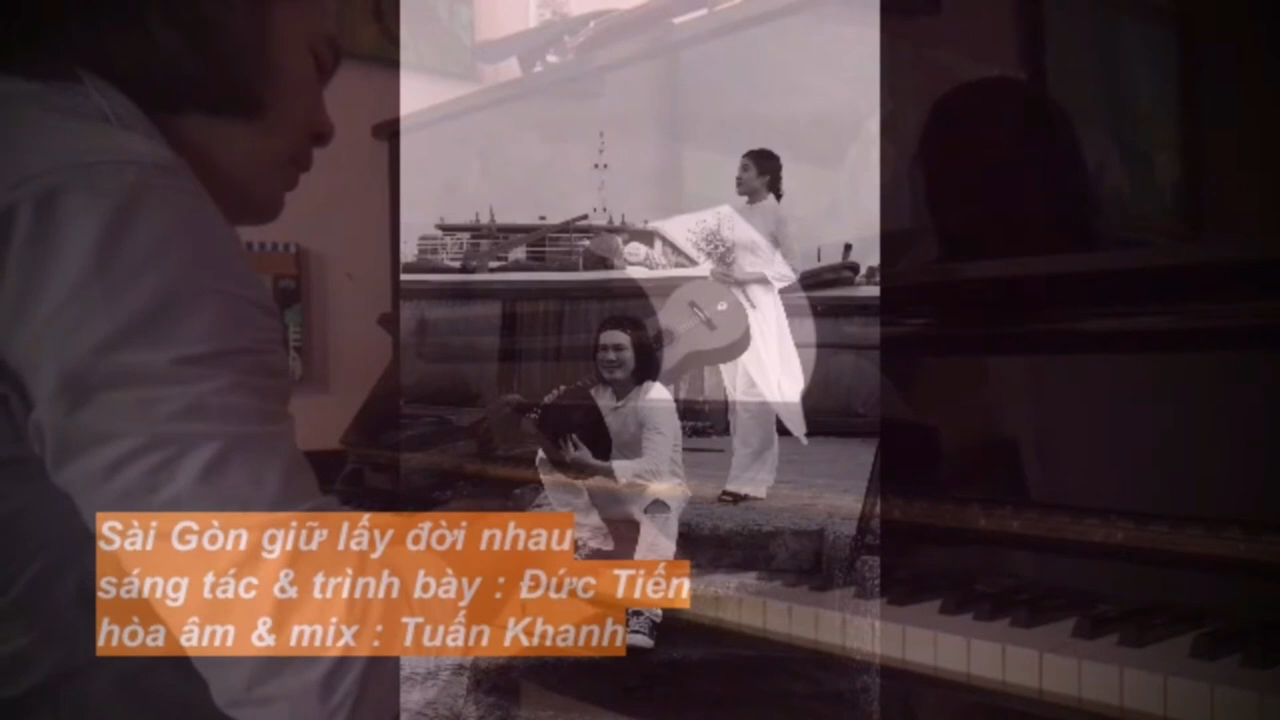 Sài Gòn giữ lấy đời nhau
sáng tác & trình bày : Đức Tiến
hòa âm & mix : Tuấn Khanh